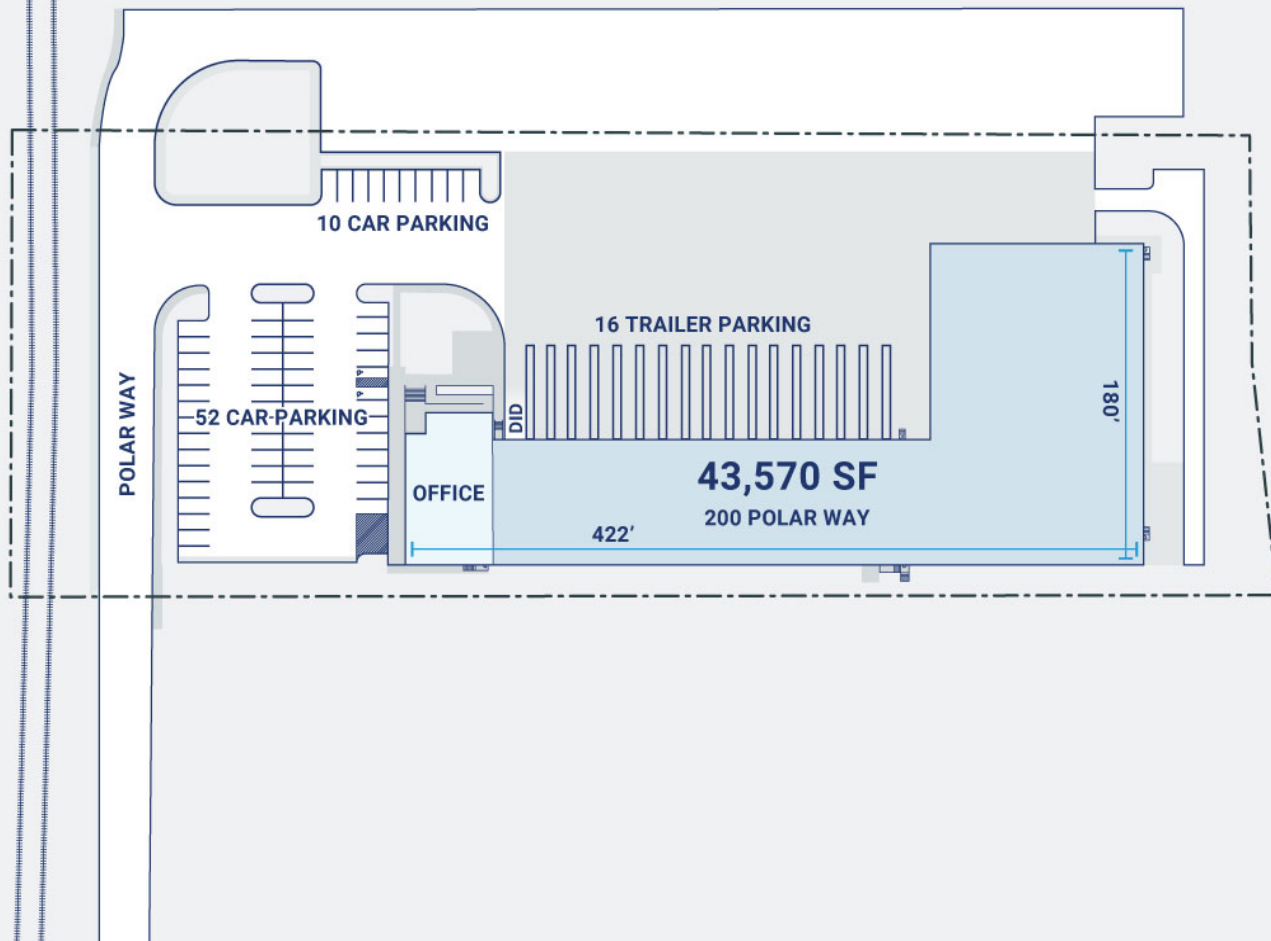 10 CAR PARKING
16 TRAILER PARKING
POLAR WAY
52 CAR PARKING
DID
180’
OFFICE
43,570 SF
200 POLAR WAY
422’